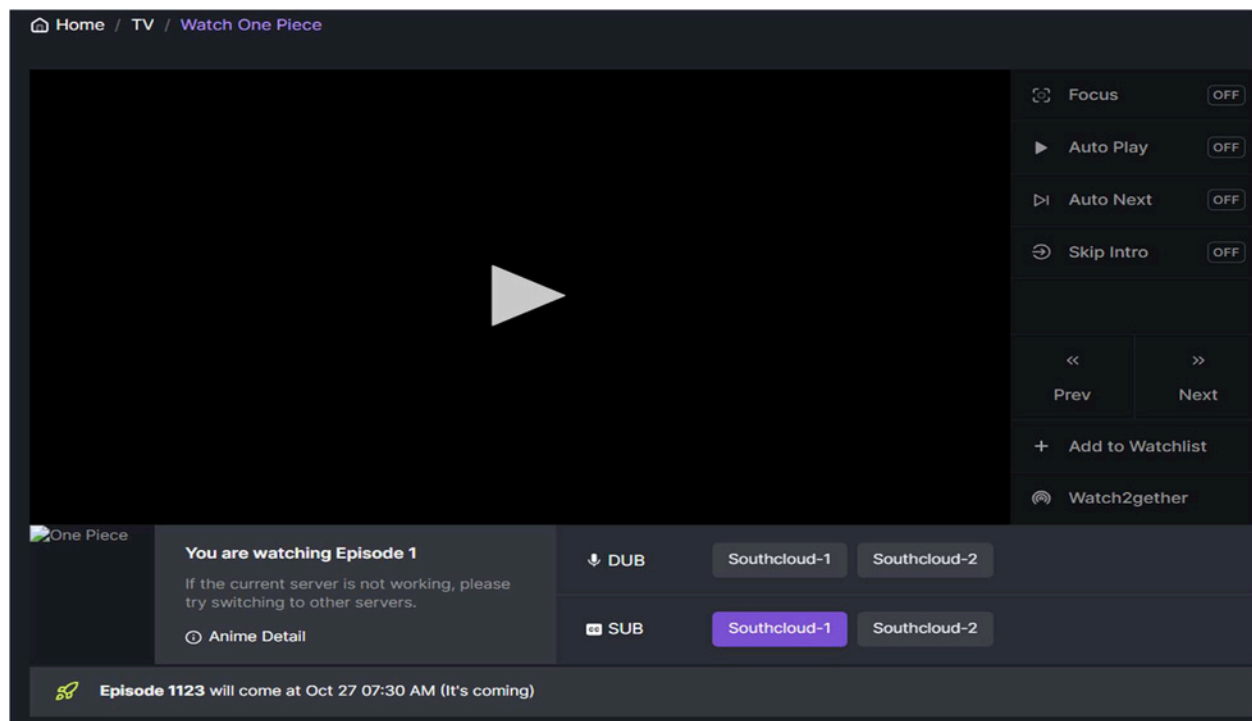 Home / TV / Watch One Piece
Focus OFF
Auto Play OFF
Auto Next OFF
Skip Intro OFF
« »
Prev Next
+ Add to Watchlist
Watch2gether
One Piece
You are watching Episode 1
If the current server is not working, please
try switching to other servers.
Anime Detail
DUB Southcloud-1 Southcloud-2
cc SUB Southcloud-1 Southcloud-2
Episode 1123 will come at Oct 27 07:30 AM (It's coming)